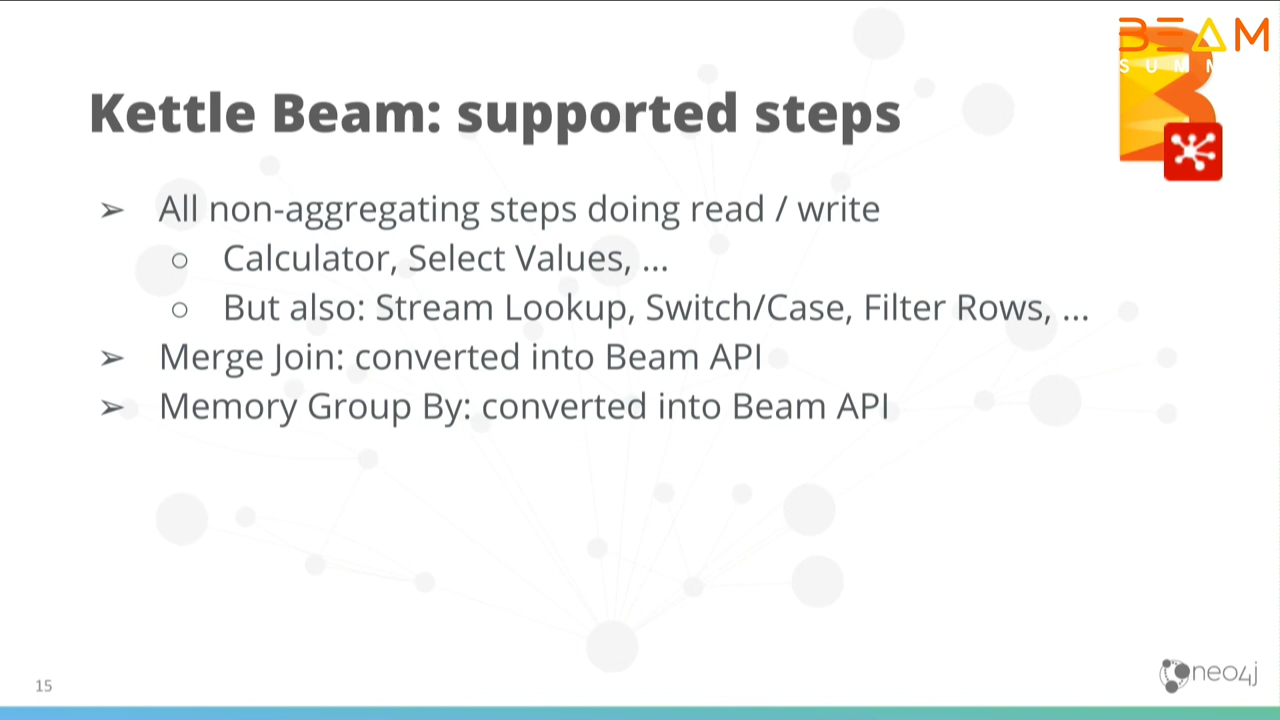 BEAM
SUMM
Kettle Beam: supported steps
➢ All non-aggregating steps doing read / write
○ Calculator, Select Values, ...
○ But also: Stream Lookup, Switch/Case, Filter Rows, ...
➢ Merge Join: converted into Beam API
➢ Memory Group By: converted into Beam API
15
neo4j